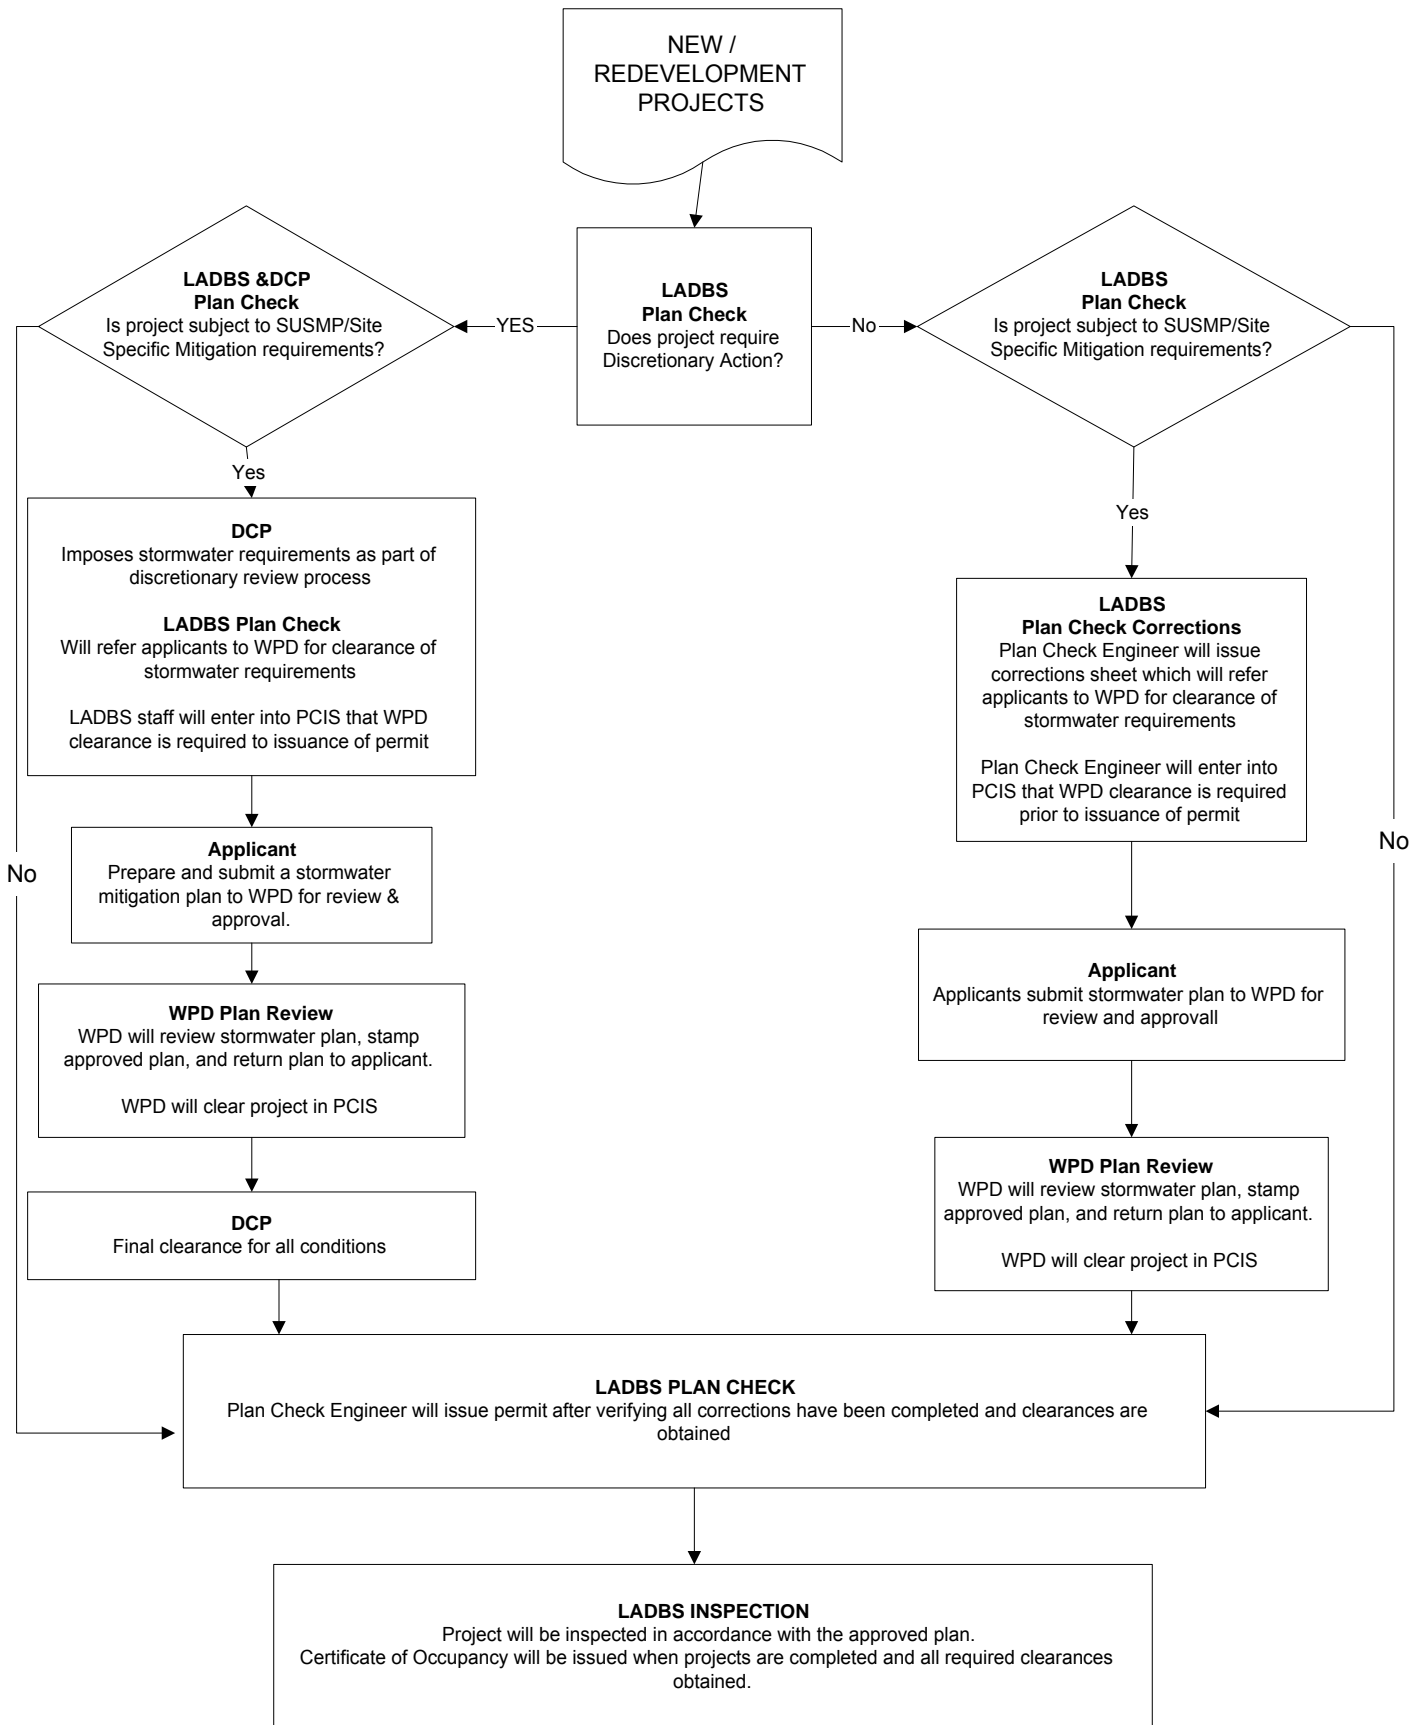 NEW /
REDEVELOPMENT
PROJECTS
LADBS &DCP
Plan Check
Is project subject to SUSMP/Site
Specific Mitigation requirements?
YES
LADBS
Plan Check
Does project require
Discretionary Action?
No
LADBS
Plan Check
Is project subject to SUSMP/Site
Specific Mitigation requirements?
Yes
DCP
Imposes stormwater requirements as part of
discretionary review process
LADBS Plan Check
Will refer applicants to WPD for clearance of
stormwater requirements
LADBS staff will enter into PCIS that WPD
clearance is required to issuance of permit
Yes
LADBS
Plan Check Corrections
Plan Check Engineer will issue
corrections sheet which will refer
applicants to WPD for clearance of
stormwater requirements
Plan Check Engineer will enter into
PCIS that WPD clearance is required
prior to issuance of permit
No
Applicant
Prepare and submit a stormwater
mitigation plan to WPD for review &
approval.
No
WPD Plan Review
WPD will review stormwater plan, stamp
approved plan, and return plan to applicant.
WPD will clear project in PCIS
Applicant
Applicants submit stormwater plan to WPD for
review and approvall
DCP
Final clearance for all conditions
WPD Plan Review
WPD will review stormwater plan, stamp
approved plan, and return plan to applicant.
WPD will clear project in PCIS
LADBS PLAN CHECK
Plan Check Engineer will issue permit after verifying all corrections have been completed and clearances are
obtained
LADBS INSPECTION
Project will be inspected in accordance with the approved plan.
Certificate of Occupancy will be issued when projects are completed and all required clearances
obtained.